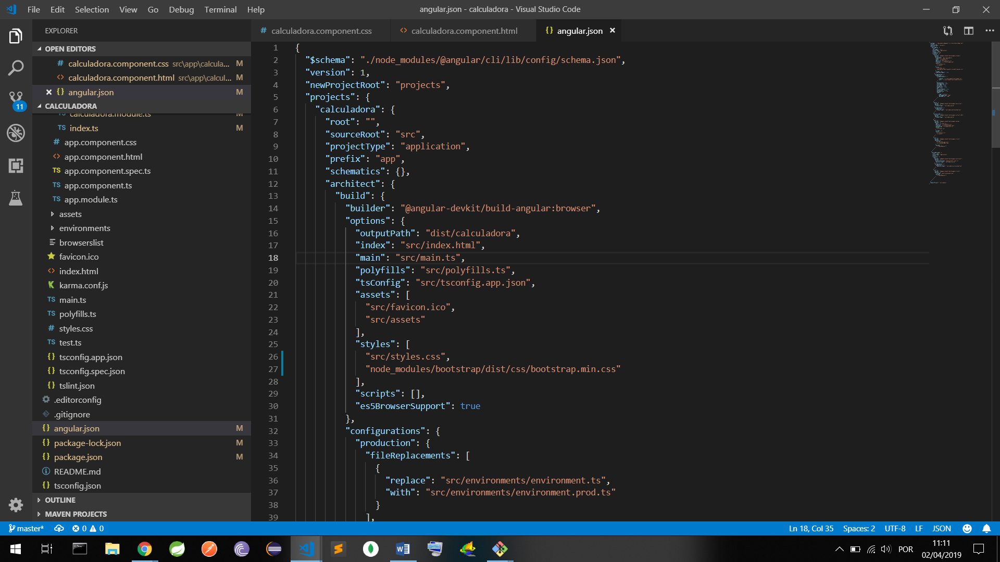 File Edit Selection View Go Debug Terminal Help
angular.json - calculadora - Visual Studio Code
EXPLORER
OPEN EDITORS
calculadora.component.css src\app\calcula... M
calculadora.component.html src\app\calcul... M
angular.json M
CALCULADORA
calculadora.module.ts M
TS index.ts M
# app.component.css
app.component.html
TS app.component.spec.ts
TS app.component.ts
TS app.module.ts
assets
environments
browserslist
favicon.ico
index.html
karma.conf.js
TS main.ts
TS polyfills.ts
# styles.css
TS test.ts
{} tsconfig.app.json
{} tsconfig.spec.json
{} tslint.json
.editorconfig
.gitignore
{} angular.json M
{} package-lock.json M
{} package.json M
README.md
{} tsconfig.json
OUTLINE
MAVEN PROJECTS
11
# calculadora.component.css
<> calculadora.component.html
{} angular.json
1 {
2 "$schema": "./node_modules/@angular/cli/lib/config/schema.json",
3 "version": 1,
4 "newProjectRoot": "projects",
5 "projects": {
6 "calculadora": {
7 "root": "",
8 "sourceRoot": "src",
9 "projectType": "application",
10 "prefix": "app",
11 "schematics": {},
12 "architect": {
13 "build": {
14 "builder": "@angular-devkit/build-angular:browser",
15 "options": {
16 "outputPath": "dist/calculadora",
17 "index": "src/index.html",
18 "main": "src/main.ts",
19 "polyfills": "src/polyfills.ts",
20 "tsConfig": "src/tsconfig.app.json",
21 "assets": [
22 "src/favicon.ico",
23 "src/assets"
24 ],
25 "styles": [
26 "src/styles.css",
27 "node_modules/bootstrap/dist/css/bootstrap.min.css"
28 ],
29 "scripts": [],
30 "es5BrowserSupport": true
31 },
32 "configurations": {
33 "production": {
34 "fileReplacements": [
35 {
36 "replace": "src/environments/environment.ts",
37 "with": "src/environments/environment.prod.ts"
38 }
39 ],
master* 0 0
Ln 18, Col 35 Spaces: 2 UTF-8 LF JSON
POR
11:11
02/04/2019